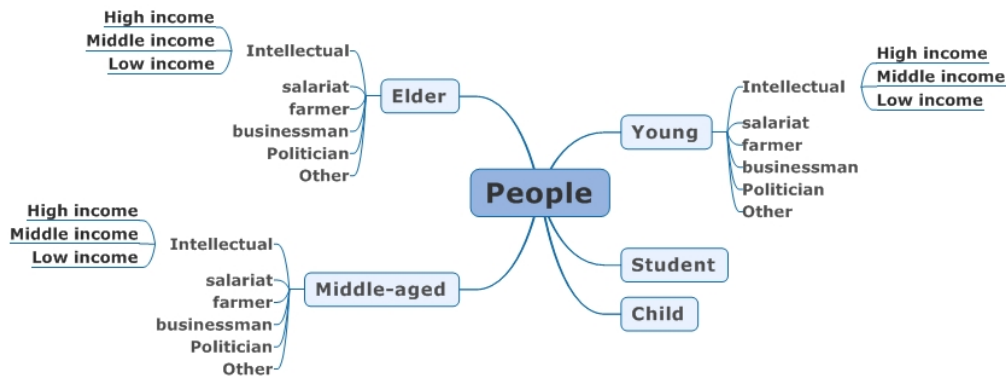 People
Elder
Intellectual
High income
Middle income
Low income
salariat
farmer
businessman
Politician
Other
Middle-aged
Intellectual
High income
Middle income
Low income
salariat
farmer
businessman
Politician
Other
Young
Intellectual
High income
Middle income
Low income
salariat
farmer
businessman
Politician
Other
Student
Child